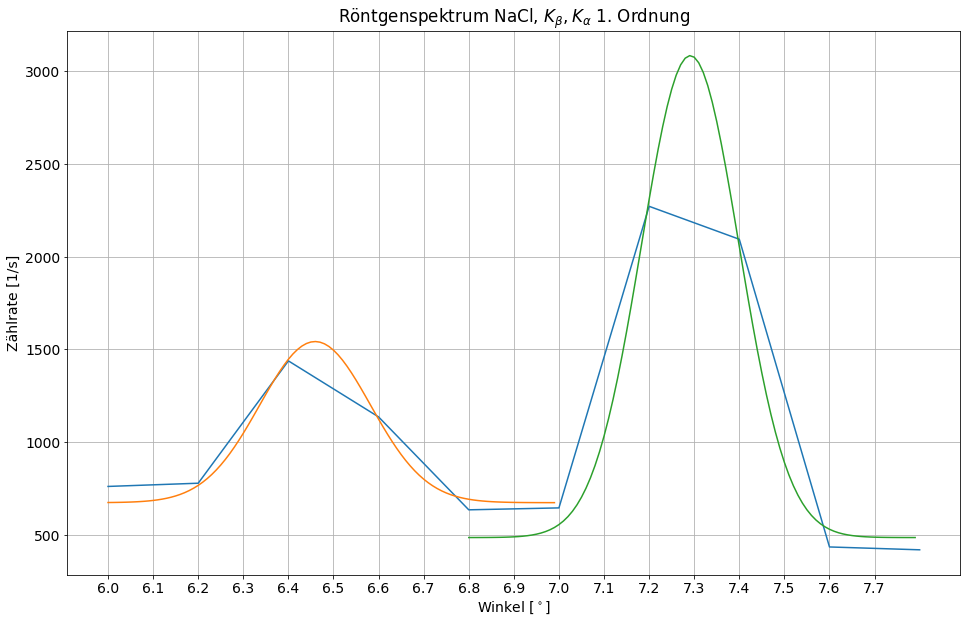 Röntgenspektrum NaCl, $K_\beta, K_\alpha$ 1. Ordnung
Zählrate [1/s]
3000
2500
2000
1500
1000
500
6.0 6.1 6.2 6.3 6.4 6.5 6.6 6.7 6.8 6.9 7.0 7.1 7.2 7.3 7.4 7.5 7.6 7.7
Winkel [°]